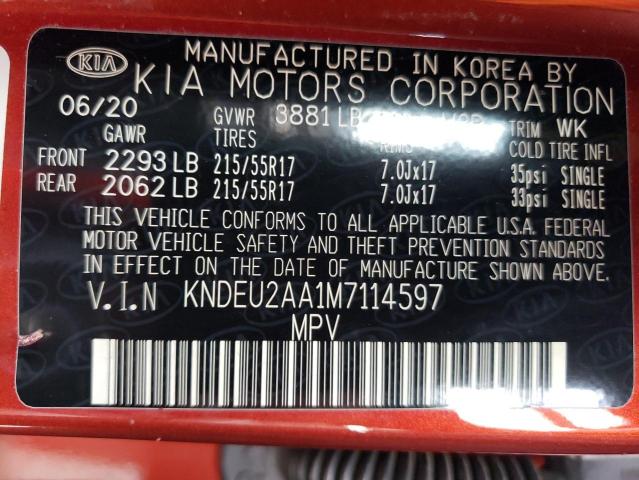 KIA
MANUFACTURED IN KOREA BY
KIA MOTORS CORPORATION
06/20 GVWR 3881 LB TRIM WK
GAWR TIRES RIMS COLD TIRE INFL
FRONT 2293 LB 215/55R17 7.0Jx17 35psi SINGLE
REAR 2062 LB 215/55R17 7.0Jx17 33psi SINGLE
THIS VEHICLE CONFORMS TO ALL APPLICABLE U.S.A. FEDERAL
MOTOR VEHICLE SAFETY AND THEFT PREVENTION STANDARDS
IN EFFECT ON THE DATE OF MANUFACTURE SHOWN ABOVE.
V.I.N KNDEU2AA1M7114597
MPV